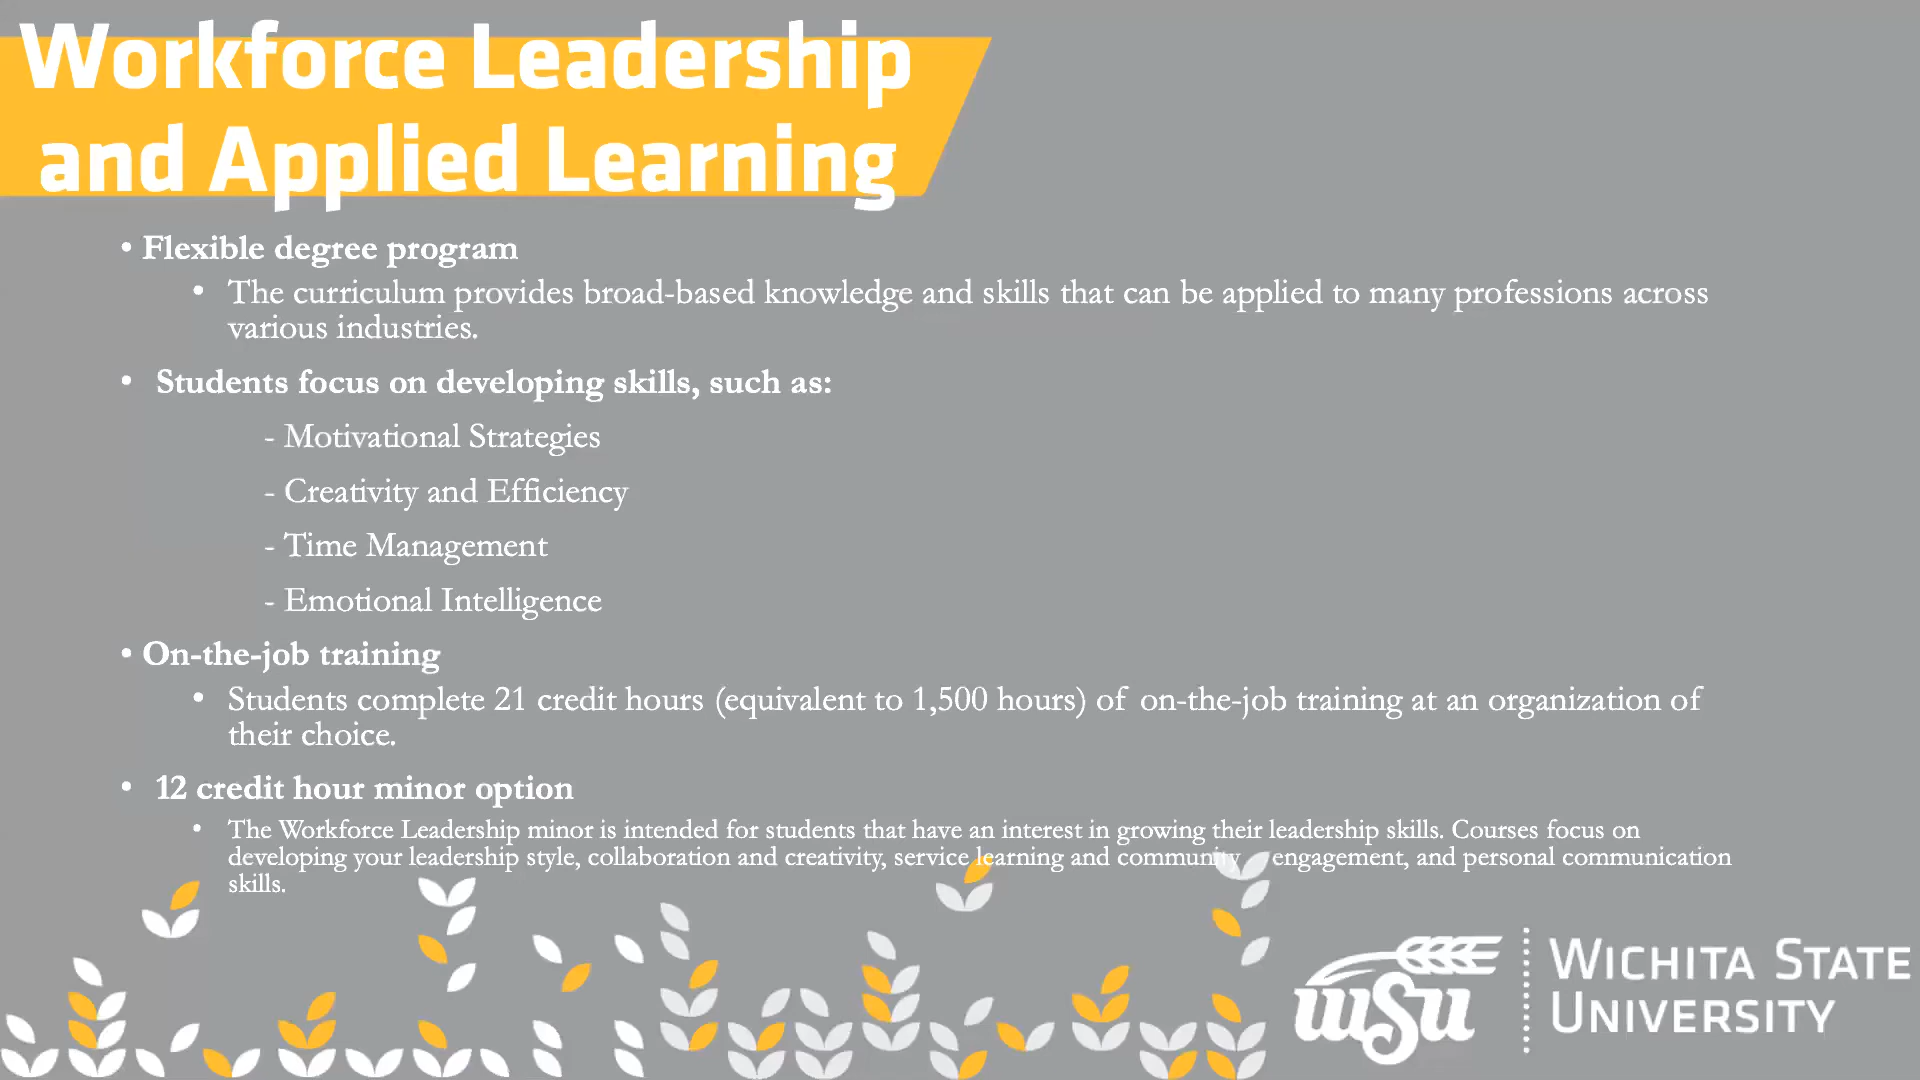 Workforce Leadership
and Applied Learning
• Flexible degree program
• The curriculum provides broad-based knowledge and skills that can be applied to many professions across
various industries.
• Students focus on developing skills, such as:
- Motivational Strategies
- Creativity and Efficiency
- Time Management
- Emotional Intelligence
• On-the-job training
• Students complete 21 credit hours (equivalent to 1,500 hours) of on-the-job training at an organization of
their choice.
• 12 credit hour minor option
• The Workforce Leadership minor is intended for students that have an interest in growing their leadership skills. Courses focus on
developing your leadership style, collaboration and creativity, service learning and community engagement, and personal communication
skills.
WSU
WICHITA STATE
UNIVERSITY